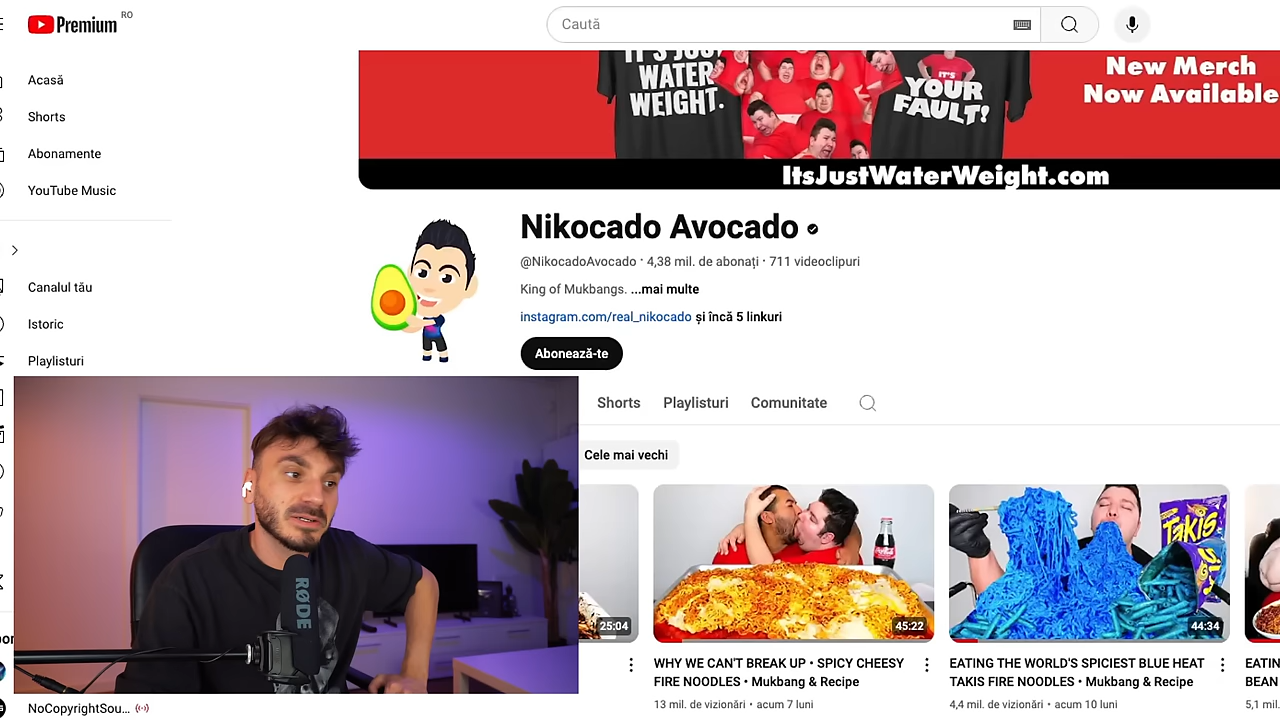 Premium RO
Caută
Acasă
Shorts
Abonamente
YouTube Music
Canalul tău
Istoric
Playlisturi
IT'S JUST
WATER
WEIGHT.
IT'S
YOUR
FAULT!
New Merch
Now Available
ItsJustWaterWeight.com
Nikocado Avocado
@NikocadoAvocado · 4,38 mil. de abonați · 711 videoclipuri
King of Mukbangs. ...mai multe
instagram.com/real_nikocado și încă 5 linkuri
Abonează-te
Shorts
Playlisturi
Comunitate
Cele mai vechi
RØDE
25:04
45:22
Takis
44:34
WHY WE CAN'T BREAK UP • SPICY CHEESY
FIRE NOODLES • Mukbang & Recipe
13 mil. de vizionări • acum 7 luni
EATING THE WORLD'S SPICIEST BLUE HEAT
TAKIS FIRE NOODLES • Mukbang & Recipe
4,4 mil. de vizionări • acum 10 luni
EATIN
BEAN
5,1 mil.
NoCopyrightSou...